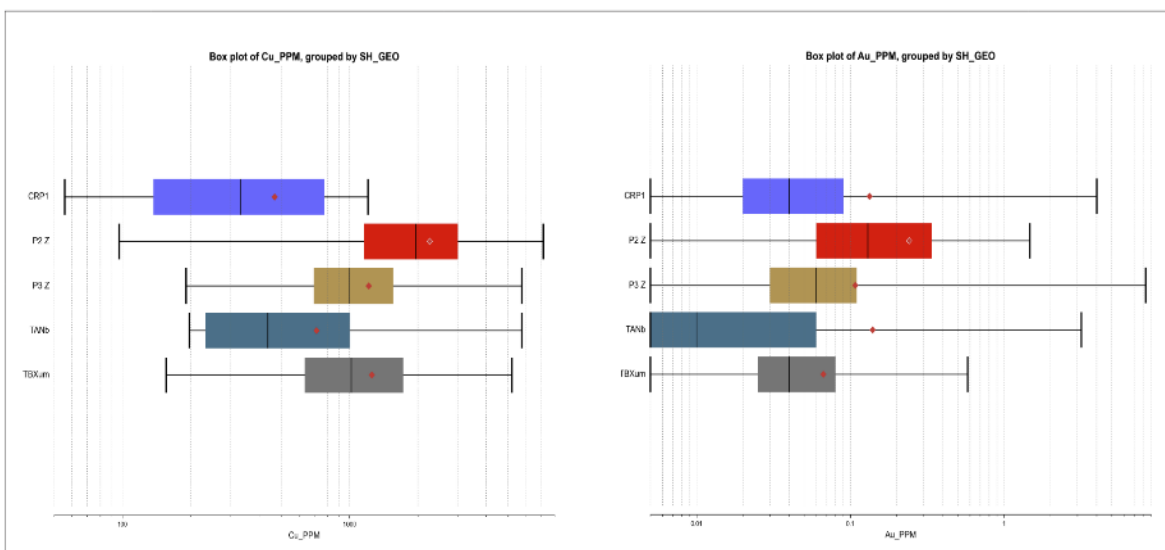 Box plot of Cu_PPM, grouped by SH_GEO
CRP1
P2 Z
P3 Z
TANb
TBXum
100
1000
Cu_PPM
Box plot of Au_PPM, grouped by SH_GEO
CRP1
P2 Z
P3 Z
TANb
TBXum
0.01
0.1
1
Au_PPM